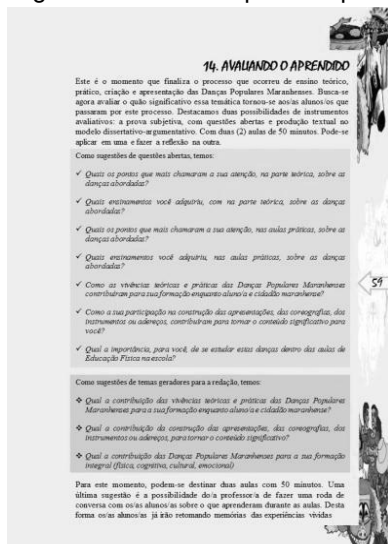 14. AVALIANDO O APRENDIDO
Este é o momento que finaliza o processo que ocorreu de ensino teórico,
prático, criação e apresentação das Danças Populares Maranhenses. Busca-se
agora avaliar o quão significativo essa temática tornou-se aos/as alunos/os que
passaram por este processo. Destacamos duas possibilidades de instrumentos
avaliativos: a prova subjetiva, com questões abertas e produção textual no
modelo dissertativo-argumentativo. Com duas (2) aulas de 50 minutos. Pode-se
aplicar em uma e fazer a reflexão na outra.
Como sugestões de questões abertas, temos:
✓ Quais os pontos que mais chamaram a sua atenção, na parte teórica, sobre as
danças abordadas?
✓ Quais ensinamentos você adquiriu, com na parte teórica, sobre as danças
abordadas?
✓ Quais os pontos que mais chamaram a sua atenção, nas aulas práticas, sobre as
danças abordadas?
✓ Quais ensinamentos você adquiriu, nas aulas práticas, sobre as danças
abordadas?
✓ Como as vivências teóricas e práticas das Danças Populares Maranhenses
contribuíram para sua formação enquanto aluno/a e cidadão maranhense?
✓ Como a sua participação na construção das apresentações, das coreografias, dos
instrumentos ou adereços, contribuíram para tornar o conteúdo significativo para
você?
✓ Qual a importância, para você, de se estudar estas danças dentro das aulas de
Educação Física na escola?
59
Como sugestões de temas geradores para a redação, temos:
❖ Qual a contribuição das vivências teóricas e práticas das Danças Populares
Maranhenses para a sua formação enquanto aluno/a e cidadão maranhense?
❖ Qual a contribuição da construção das apresentações, das coreografias, dos
instrumentos ou adereços, para tornar o conteúdo significativo?
❖ Qual a contribuição das Danças Populares Maranhenses para a sua formação
integral (física, cognitiva, cultural, emocional)
Para este momento, podem-se destinar duas aulas com 50 minutos. Uma
última sugestão é a possibilidade do/a professor/a de fazer uma roda de
conversa com os/as alunos/as sobre o que aprenderam durante as aulas. Desta
forma os/as alunos/as já irão retomando memórias das experiências vividas